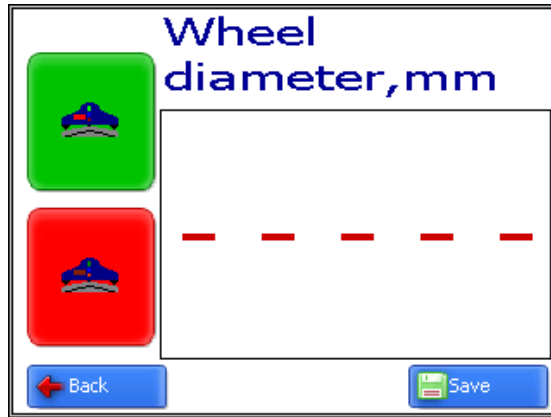 Wheel
diameter,mm
– – – – –
Back
Save